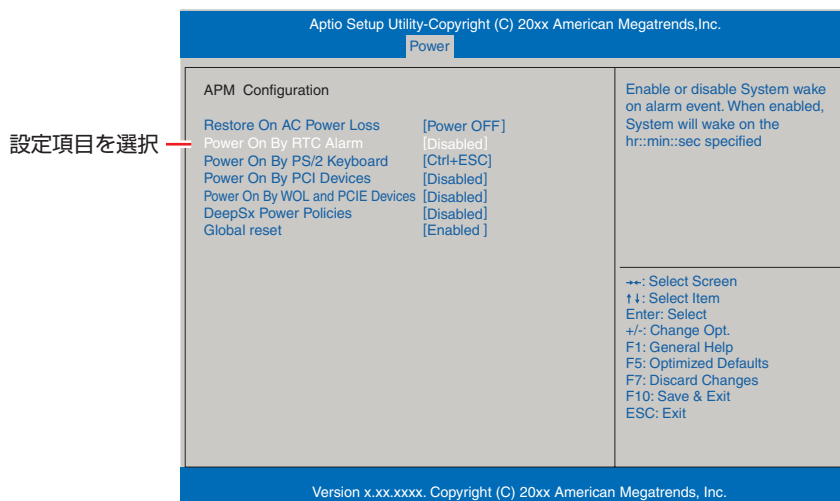 Aptio Setup Utility-Copyright (C) 20xx American Megatrends,Inc.
Power
APM Configuration
Restore On AC Power Loss [Power OFF]
設定項目を選択
Power On By RTC Alarm [Disabled]
Power On By PS/2 Keyboard [Ctrl+ESC]
Power On By PCI Devices [Disabled]
Power On By WOL and PCIE Devices [Disabled]
DeepSx Power Policies [Disabled]
Global reset [Enabled ]
Enable or disable System wake
on alarm event. When enabled,
System will wake on the
hr::min::sec specified
→←: Select Screen
↑↓: Select Item
Enter: Select
+/-: Change Opt.
F1: General Help
F5: Optimized Defaults
F7: Discard Changes
F10: Save & Exit
ESC: Exit
Version x.xx.xxxx. Copyright (C) 20xx American Megatrends, Inc.